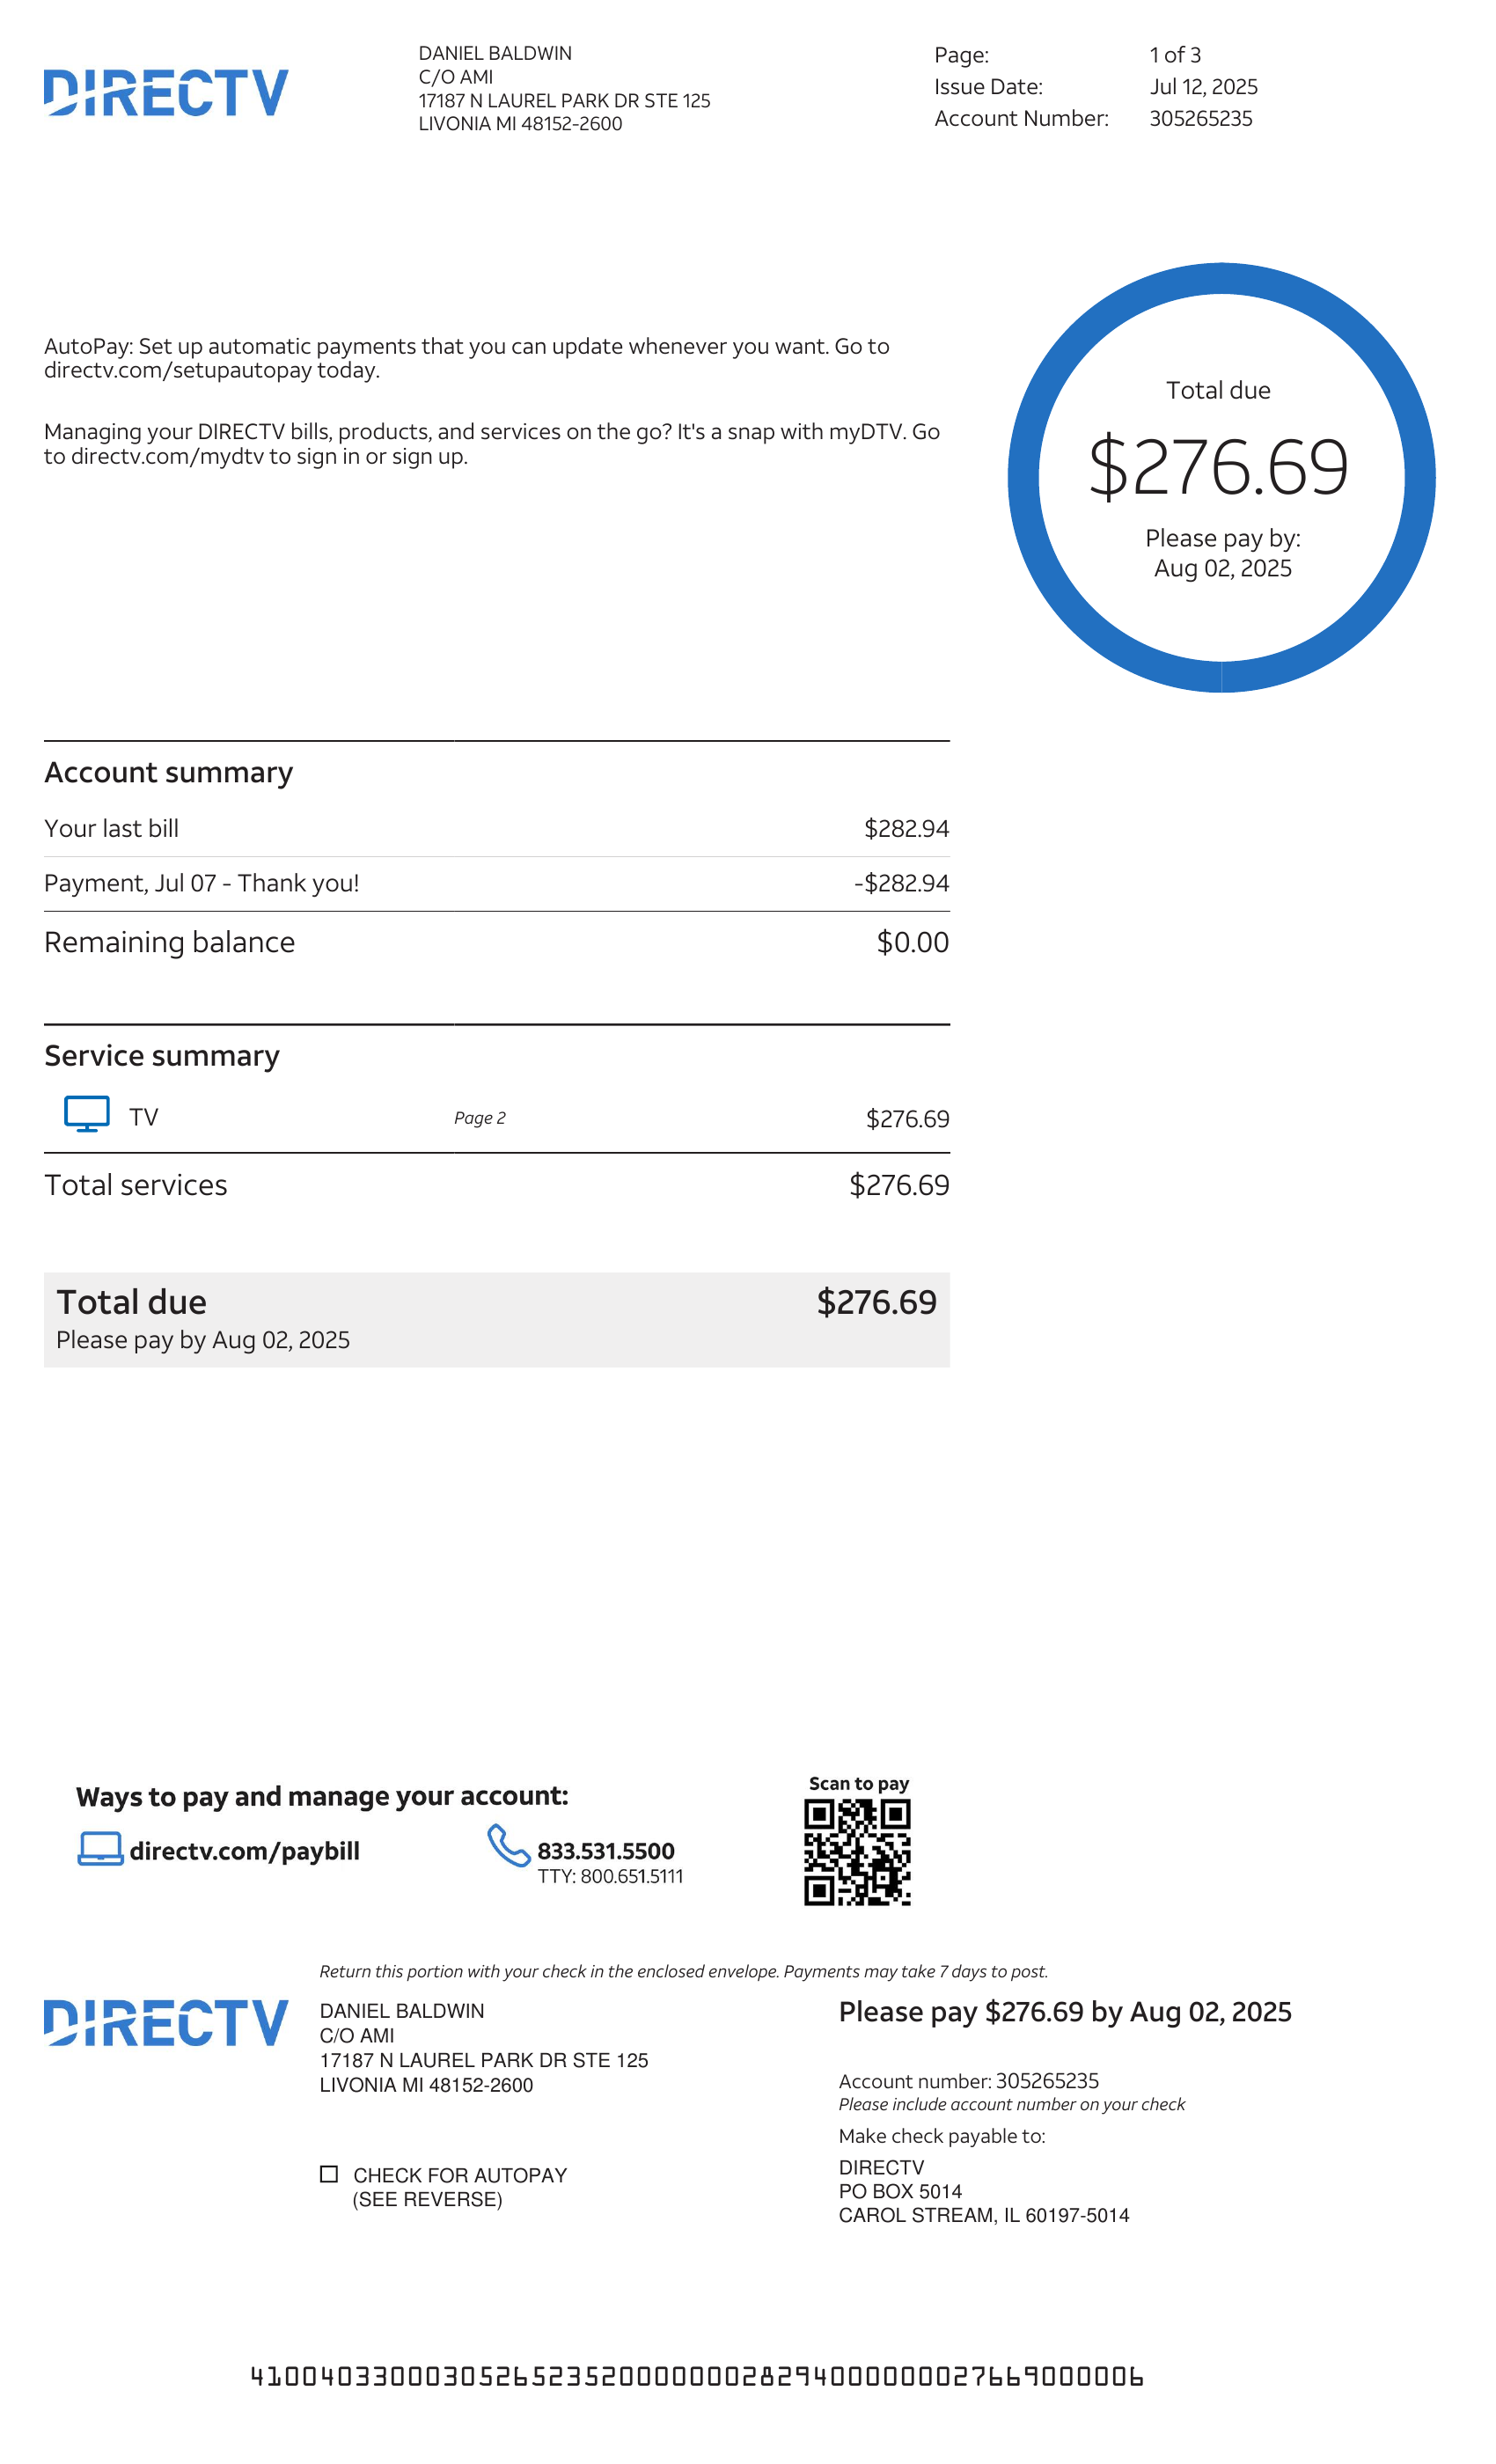 DIRECTV
DANIEL BALDWIN
C/O AMI
17187 N LAUREL PARK DR STE 125
LIVONIA MI 48152-2600
Page: 1 of 3
Issue Date: Jul 12, 2025
Account Number: 305265235
AutoPay: Set up automatic payments that you can update whenever you want. Go to
directv.com/setupautopay today.
Managing your DIRECTV bills, products, and services on the go? It's a snap with myDTV. Go
to directv.com/mydtv to sign in or sign up.
Total due
$276.69
Please pay by:
Aug 02, 2025
Account summary
Your last bill $282.94
Payment, Jul 07 - Thank you! -$282.94
Remaining balance $0.00
Service summary
TV Page 2 $276.69
Total services $276.69
Total due $276.69
Please pay by Aug 02, 2025
Ways to pay and manage your account:
directv.com/paybill
833.531.5500
TTY: 800.651.5111
Scan to pay
Return this portion with your check in the enclosed envelope. Payments may take 7 days to post.
DIRECTV
DANIEL BALDWIN
C/O AMI
17187 N LAUREL PARK DR STE 125
LIVONIA MI 48152-2600
CHECK FOR AUTOPAY
(SEE REVERSE)
Please pay $276.69 by Aug 02, 2025
Account number: 305265235
Please include account number on your check
Make check payable to:
DIRECTV
PO BOX 5014
CAROL STREAM, IL 60197-5014
410040330003052652352000000028294000000027669000006